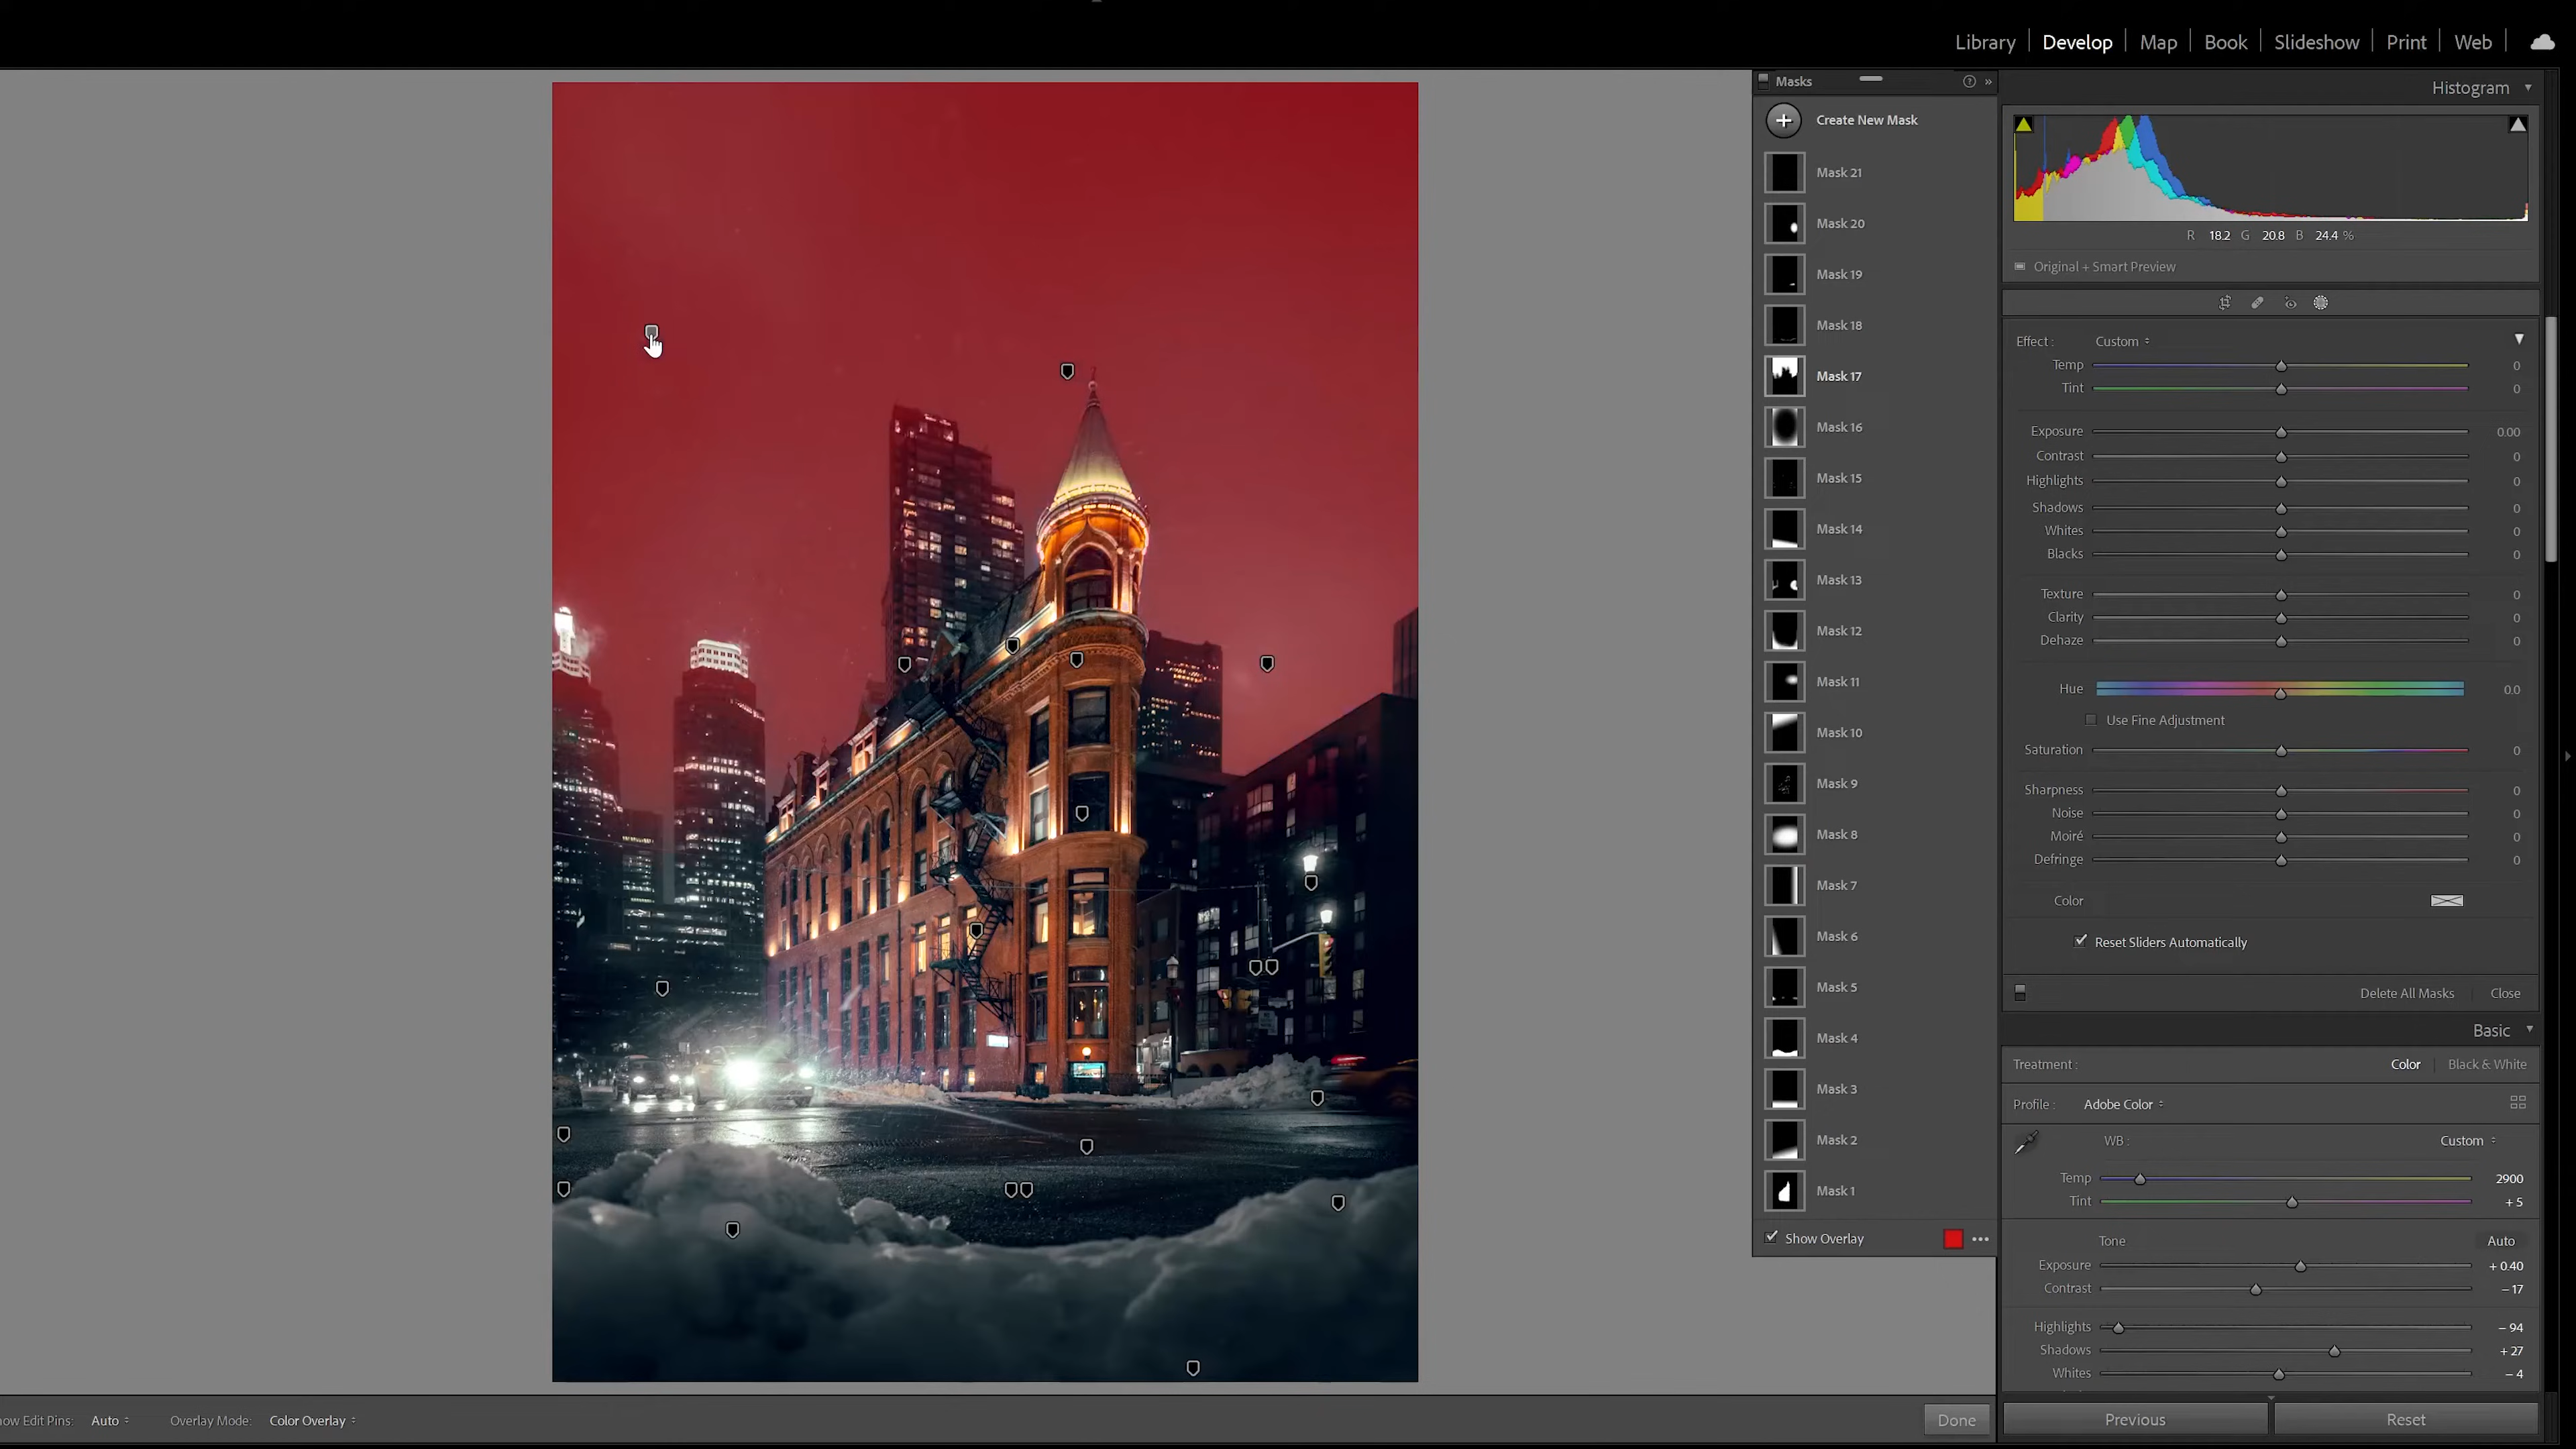 Library | Develop | Map | Book | Slideshow | Print | Web
Masks
Create New Mask
Mask 21
Mask 20
Mask 19
Mask 18
Mask 17
Mask 16
Mask 15
Mask 14
Mask 13
Mask 12
Mask 11
Mask 10
Mask 9
Mask 8
Mask 7
Mask 6
Mask 5
Mask 4
Mask 3
Mask 2
Mask 1
Show Overlay
Histogram
R 18.2 G 20.8 B 24.4 %
Original + Smart Preview
Effect : Custom
Temp 0
Tint 0
Exposure 0.00
Contrast 0
Highlights 0
Shadows 0
Whites 0
Blacks 0
Texture 0
Clarity 0
Dehaze 0
Hue 0.0
Use Fine Adjustment
Saturation 0
Sharpness 0
Noise 0
Moiré 0
Defringe 0
Color
Reset Sliders Automatically
Delete All Masks Close
Basic
Treatment : Color | Black & White
Profile : Adobe Color
WB : Custom
Temp 2900
Tint + 5
Tone Auto
Exposure + 0.40
Contrast – 17
Highlights – 94
Shadows + 27
Whites – 4
Edit Pins: Auto Overlay Mode: Color Overlay Done Previous Reset